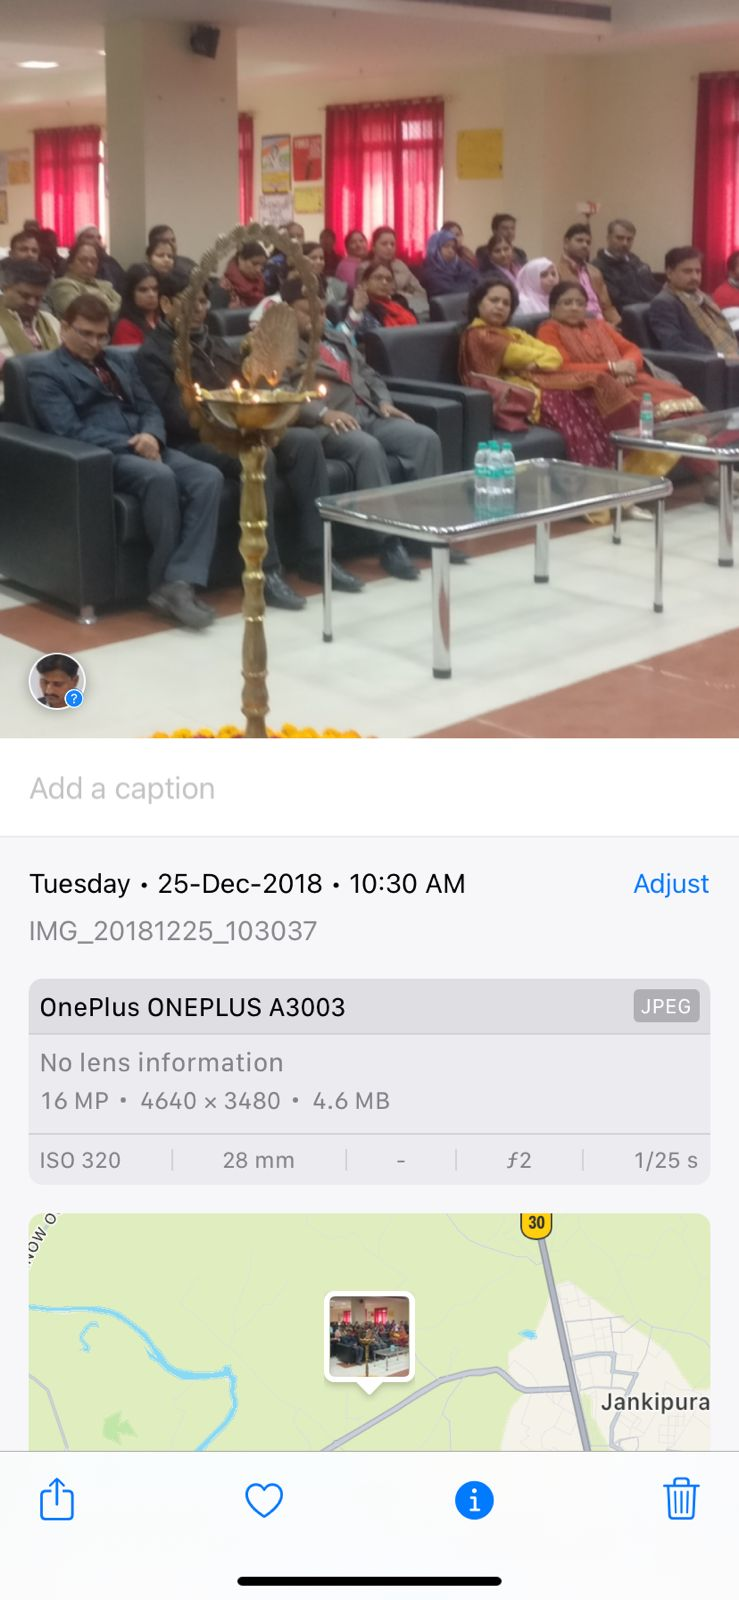 Add a caption
Tuesday • 25-Dec-2018 • 10:30 AM
Adjust
IMG_20181225_103037
OnePlus ONEPLUS A3003
JPEG
No lens information
16 MP • 4640 × 3480 • 4.6 MB
ISO 320
28 mm
-
ƒ2
1/25 s
30
Jankipura